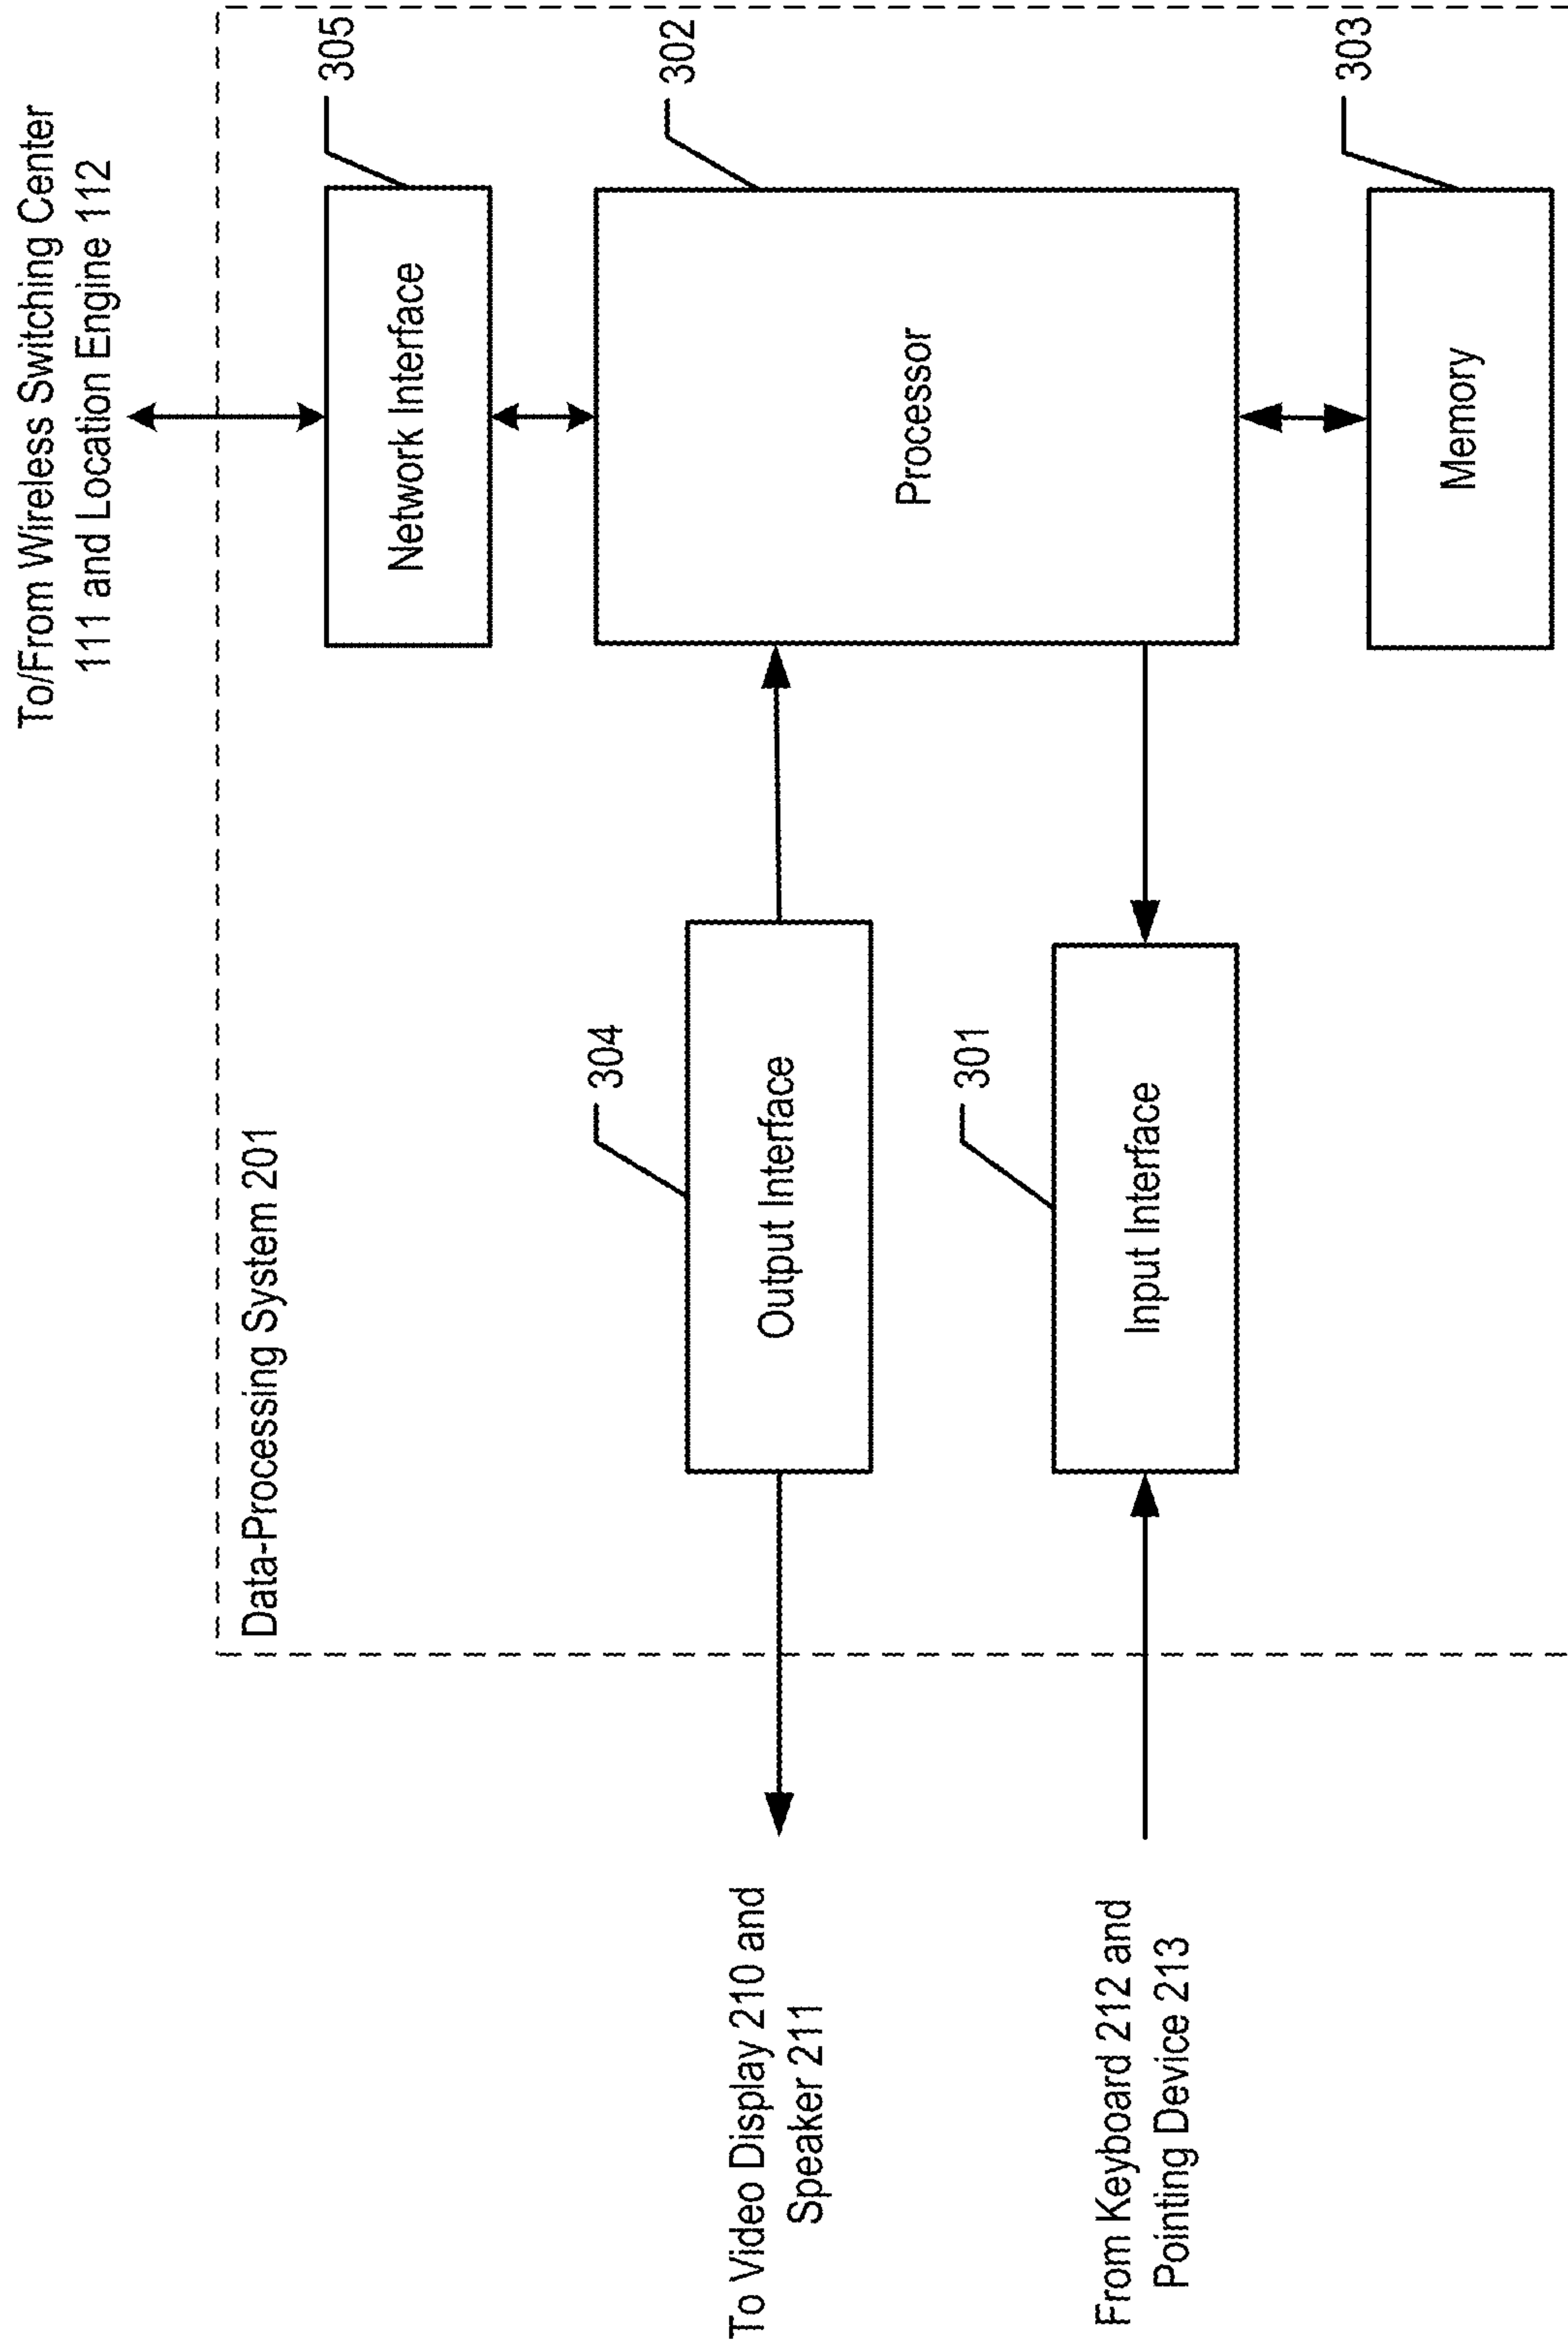 To/From Wireless Switching Center
111 and Location Engine 112
Data-Processing System 201
305
Network Interface
304
302
To Video Display 210 and
Speaker 211
Output Interface
Processor
301
From Keyboard 212 and
Pointing Device 213
Input Interface
303
Memory